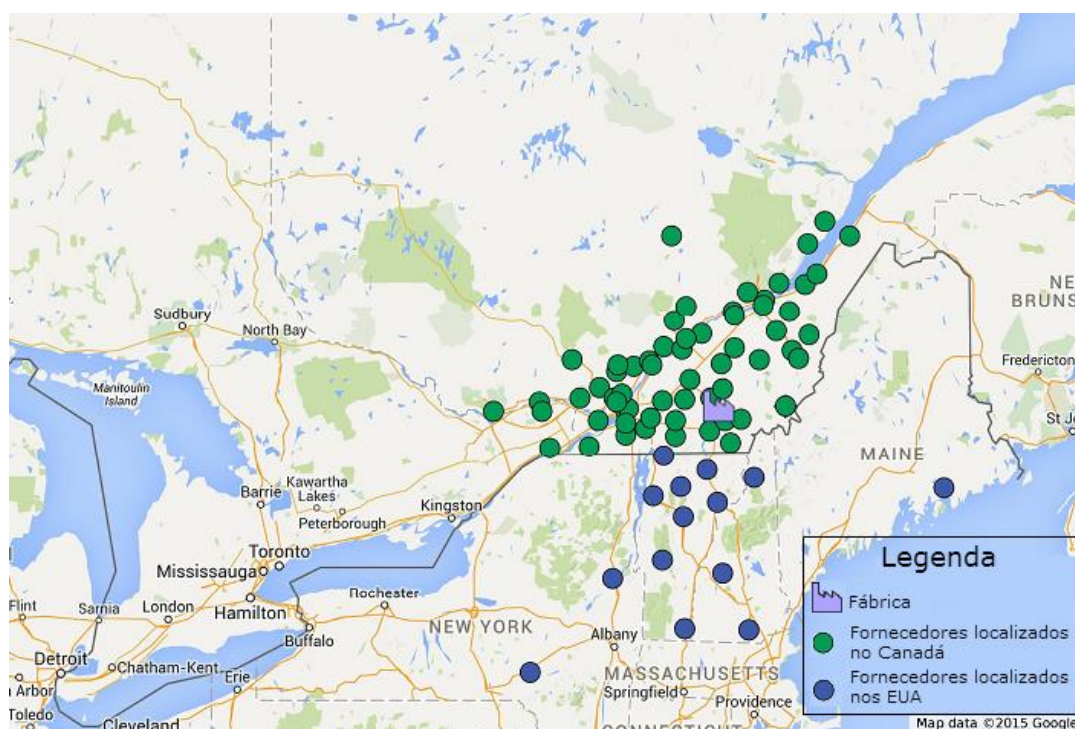 Sudbury
North Bay
Manitoulin
Island
NE
BRUNS
Fredericton
St Jo
MAINE
Kawartha
Lakes
Barrie
Peterborough
Kingston
Toronto
Mississauga
Hamilton
Flint
Sarnia
London
Rochester
Buffalo
NEW YORK
Albany
Detroit
Arbor
Chatham-Kent
Erie
Toledo
Cleveland
MASSACHUSETTS
Springfield
Providence
CONNECTICUT
Legenda
Fábrica
Fornecedores localizados
no Canadá
Fornecedores localizados
nos EUA
Map data ©2015 Google